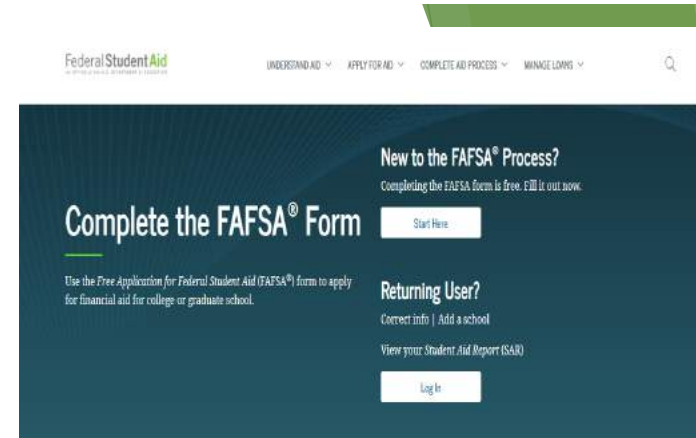 Federal Student Aid
UNDERSTAND AID
APPLY FOR AID
COMPLETE AID PROCESS
MANAGE LOANS
Complete the FAFSA® Form
Use the Free Application for Federal Student Aid (FAFSA®) form to apply
for financial aid for college or graduate school.
New to the FAFSA® Process?
Completing the FAFSA form is free. Fill it out now.
Start Here
Returning User?
Correct info | Add a school
View your Student Aid Report (SAR)
Log In